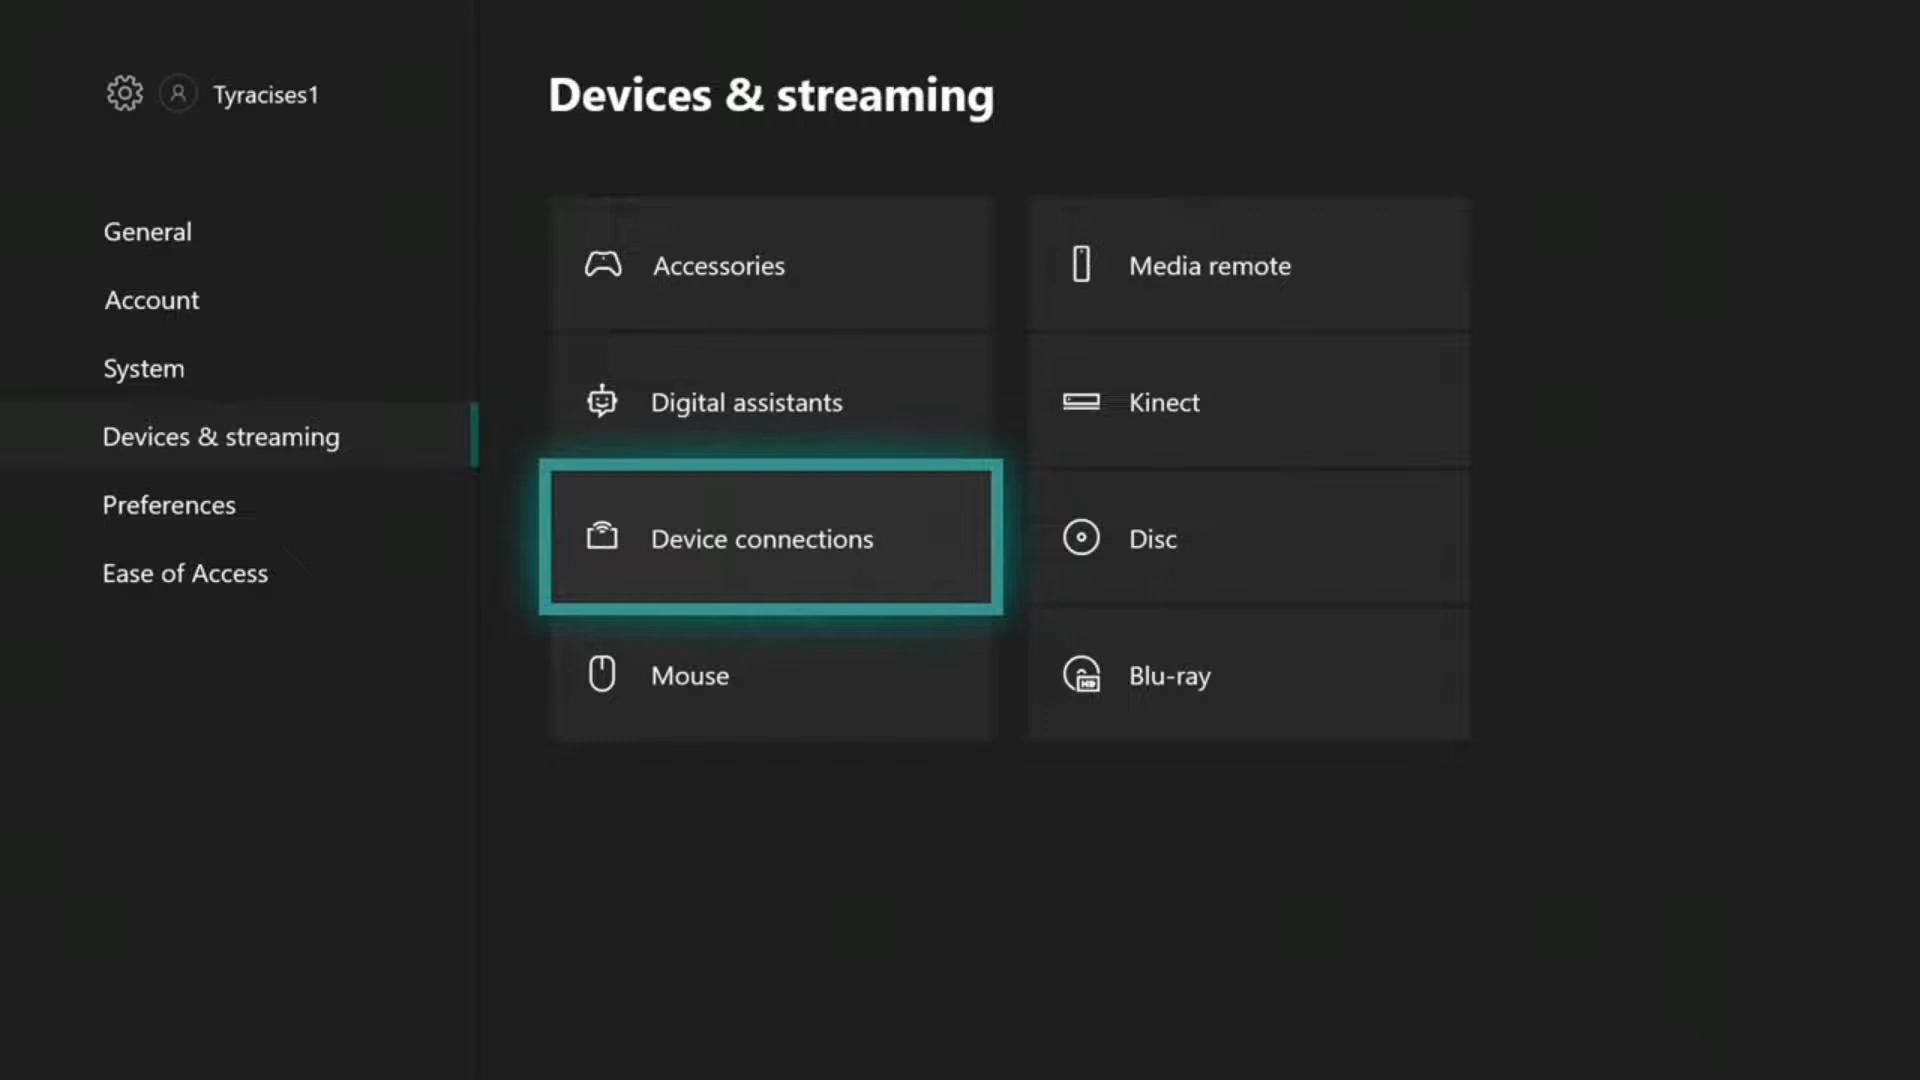 Tyracises1
General
Account
System
Devices & streaming
Preferences
Ease of Access
Devices & streaming
Accessories
Digital assistants
Device connections
Mouse
Media remote
Kinect
Disc
HD
Blu-ray